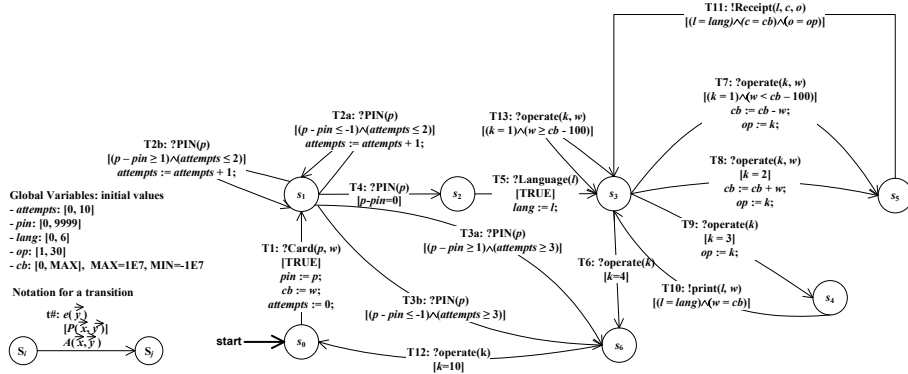 T11: !Receipt(l, c, o)
[(l = lang)∧(c = cb)∧(o = op)]
T2a: ?PIN(p)
[(p - pin ≤ -1)∧(attempts ≤ 2)]
attempts := attempts + 1;
T2b: ?PIN(p)
[(p – pin ≥ 1)∧(attempts ≤ 2)]
attempts := attempts + 1;
T13: ?operate(k, w)
[(k = 1)∧(w ≥ cb - 100)]
T7: ?operate(k, w)
[(k = 1)∧(w < cb – 100)]
cb := cb - w;
op := k;
T4: ?PIN(p)
[p-pin=0]
T5: ?Language(l)
[TRUE]
lang := l;
T8: ?operate(k, w)
[k = 2]
cb := cb + w;
op := k;
s1
s2
s3
s5
Global Variables: initial values
- attempts: [0, 10]
- pin: [0, 9999]
- lang: [0, 6]
- op: [1, 30]
- cb: [0, MAX], MAX=1E7, MIN=-1E7
T1: ?Card(p, w)
[TRUE]
pin := p;
cb := w;
attempts := 0;
T3a: ?PIN(p)
[(p – pin ≥ 1)∧(attempts ≥ 3)]
T6: ?operate(k)
[k=4]
T9: ?operate(k)
[k = 3]
op := k;
T3b: ?PIN(p)
[(p - pin ≤ -1)∧(attempts ≥ 3)]
T10: !print(l, w)
[(l = lang)∧(w = cb)]
s4
Notation for a transition
t#: e(y)
[P(x, y)]
A(x, y)
Si
Sj
start
s0
s6
T12: ?operate(k)
[k=10]